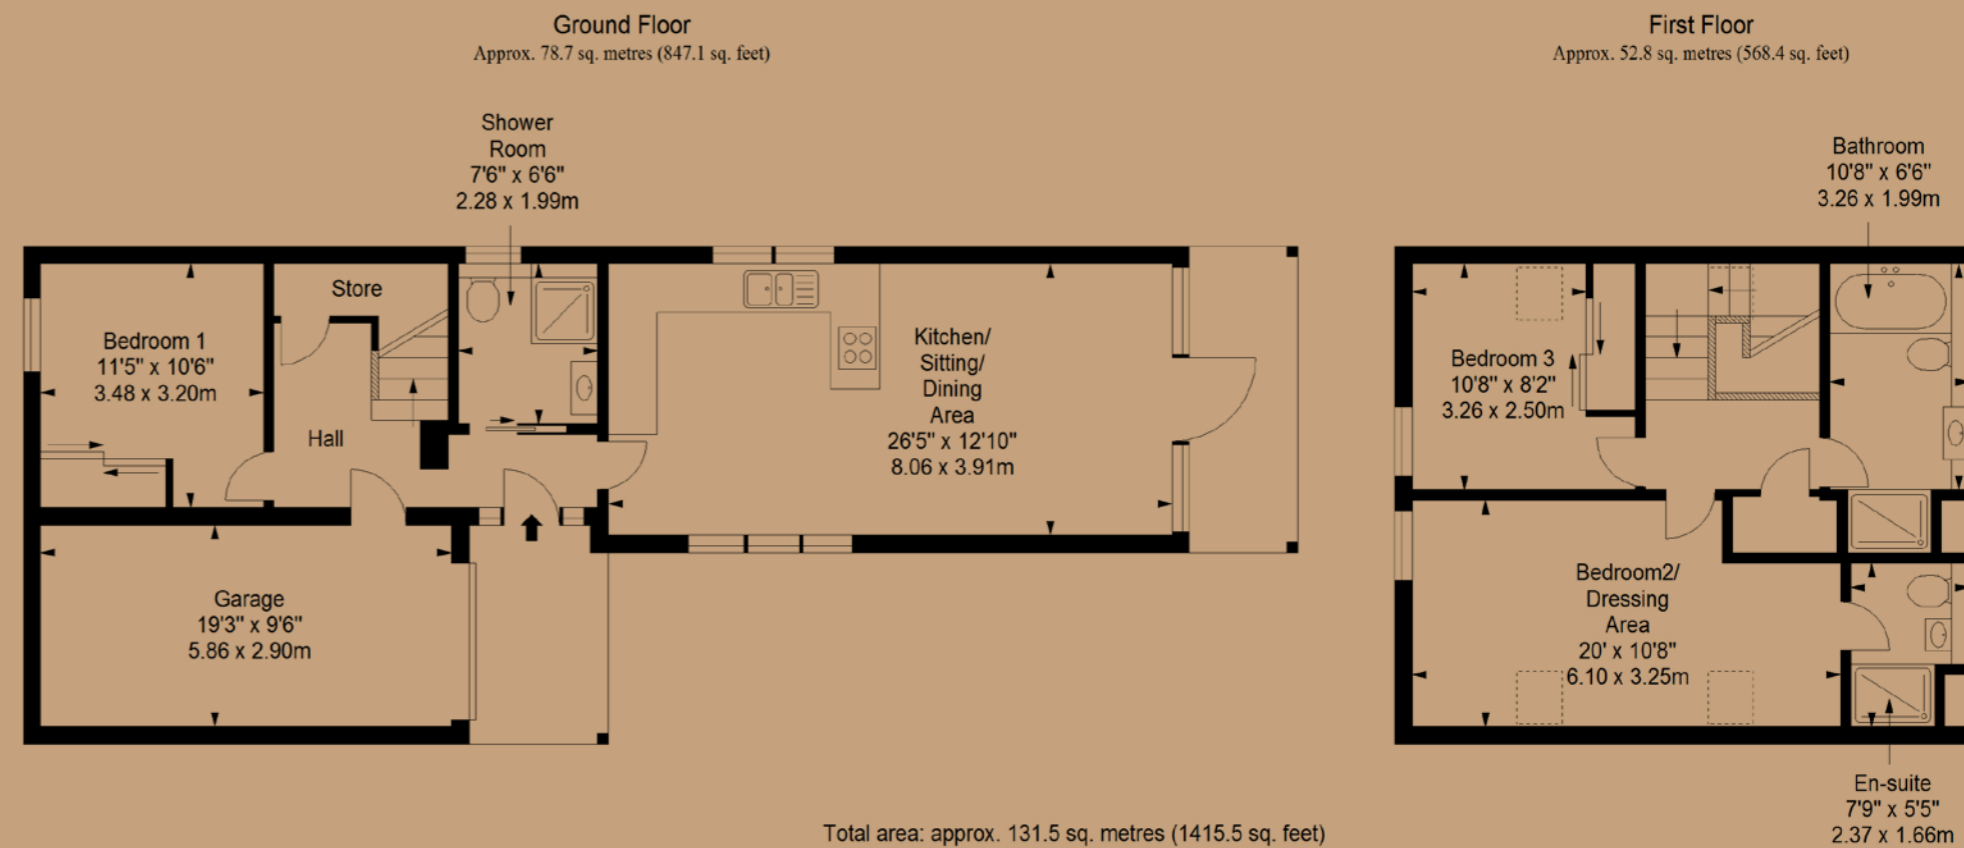 Ground Floor
Approx. 78.7 sq. metres (847.1 sq. feet)
First Floor
Approx. 52.8 sq. metres (568.4 sq. feet)
Shower
Room
7'6" x 6'6"
2.28 x 1.99m
Bathroom
10'8" x 6'6"
3.26 x 1.99m
Store
Bedroom 1
11'5" x 10'6"
3.48 x 3.20m
Hall
Kitchen/
Sitting/
Dining
Area
26'5" x 12'10"
8.06 x 3.91m
Bedroom 3
10'8" x 8'2"
3.26 x 2.50m
Garage
19'3" x 9'6"
5.86 x 2.90m
Bedroom2/
Dressing
Area
20' x 10'8"
6.10 x 3.25m
En-suite
7'9" x 5'5"
2.37 x 1.66m
Total area: approx. 131.5 sq. metres (1415.5 sq. feet)